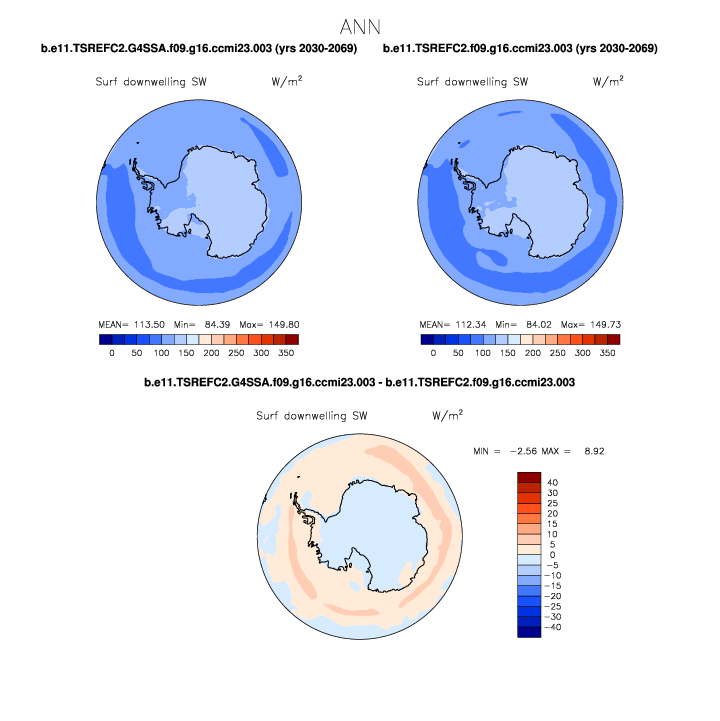 ANN
b.e11.TSREFC2.G4SSA.f09.g16.ccmi23.003 (yrs 2030-2069) b.e11.TSREFC2.f09.g16.ccmi23.003 (yrs 2030-2069)
Surf downwelling SW W/m² Surf downwelling SW W/m²
MEAN= 113.50 Min= 84.39 Max= 149.80 MEAN= 112.34 Min= 84.02 Max= 149.73
0 50 100 150 200 250 300 350 0 50 100 150 200 250 300 350
b.e11.TSREFC2.G4SSA.f09.g16.ccmi23.003 - b.e11.TSREFC2.f09.g16.ccmi23.003
Surf downwelling SW W/m²
MIN = -2.56 MAX = 8.92
40
30
25
20
15
10
5
0
-5
-10
-15
-20
-25
-30
-40